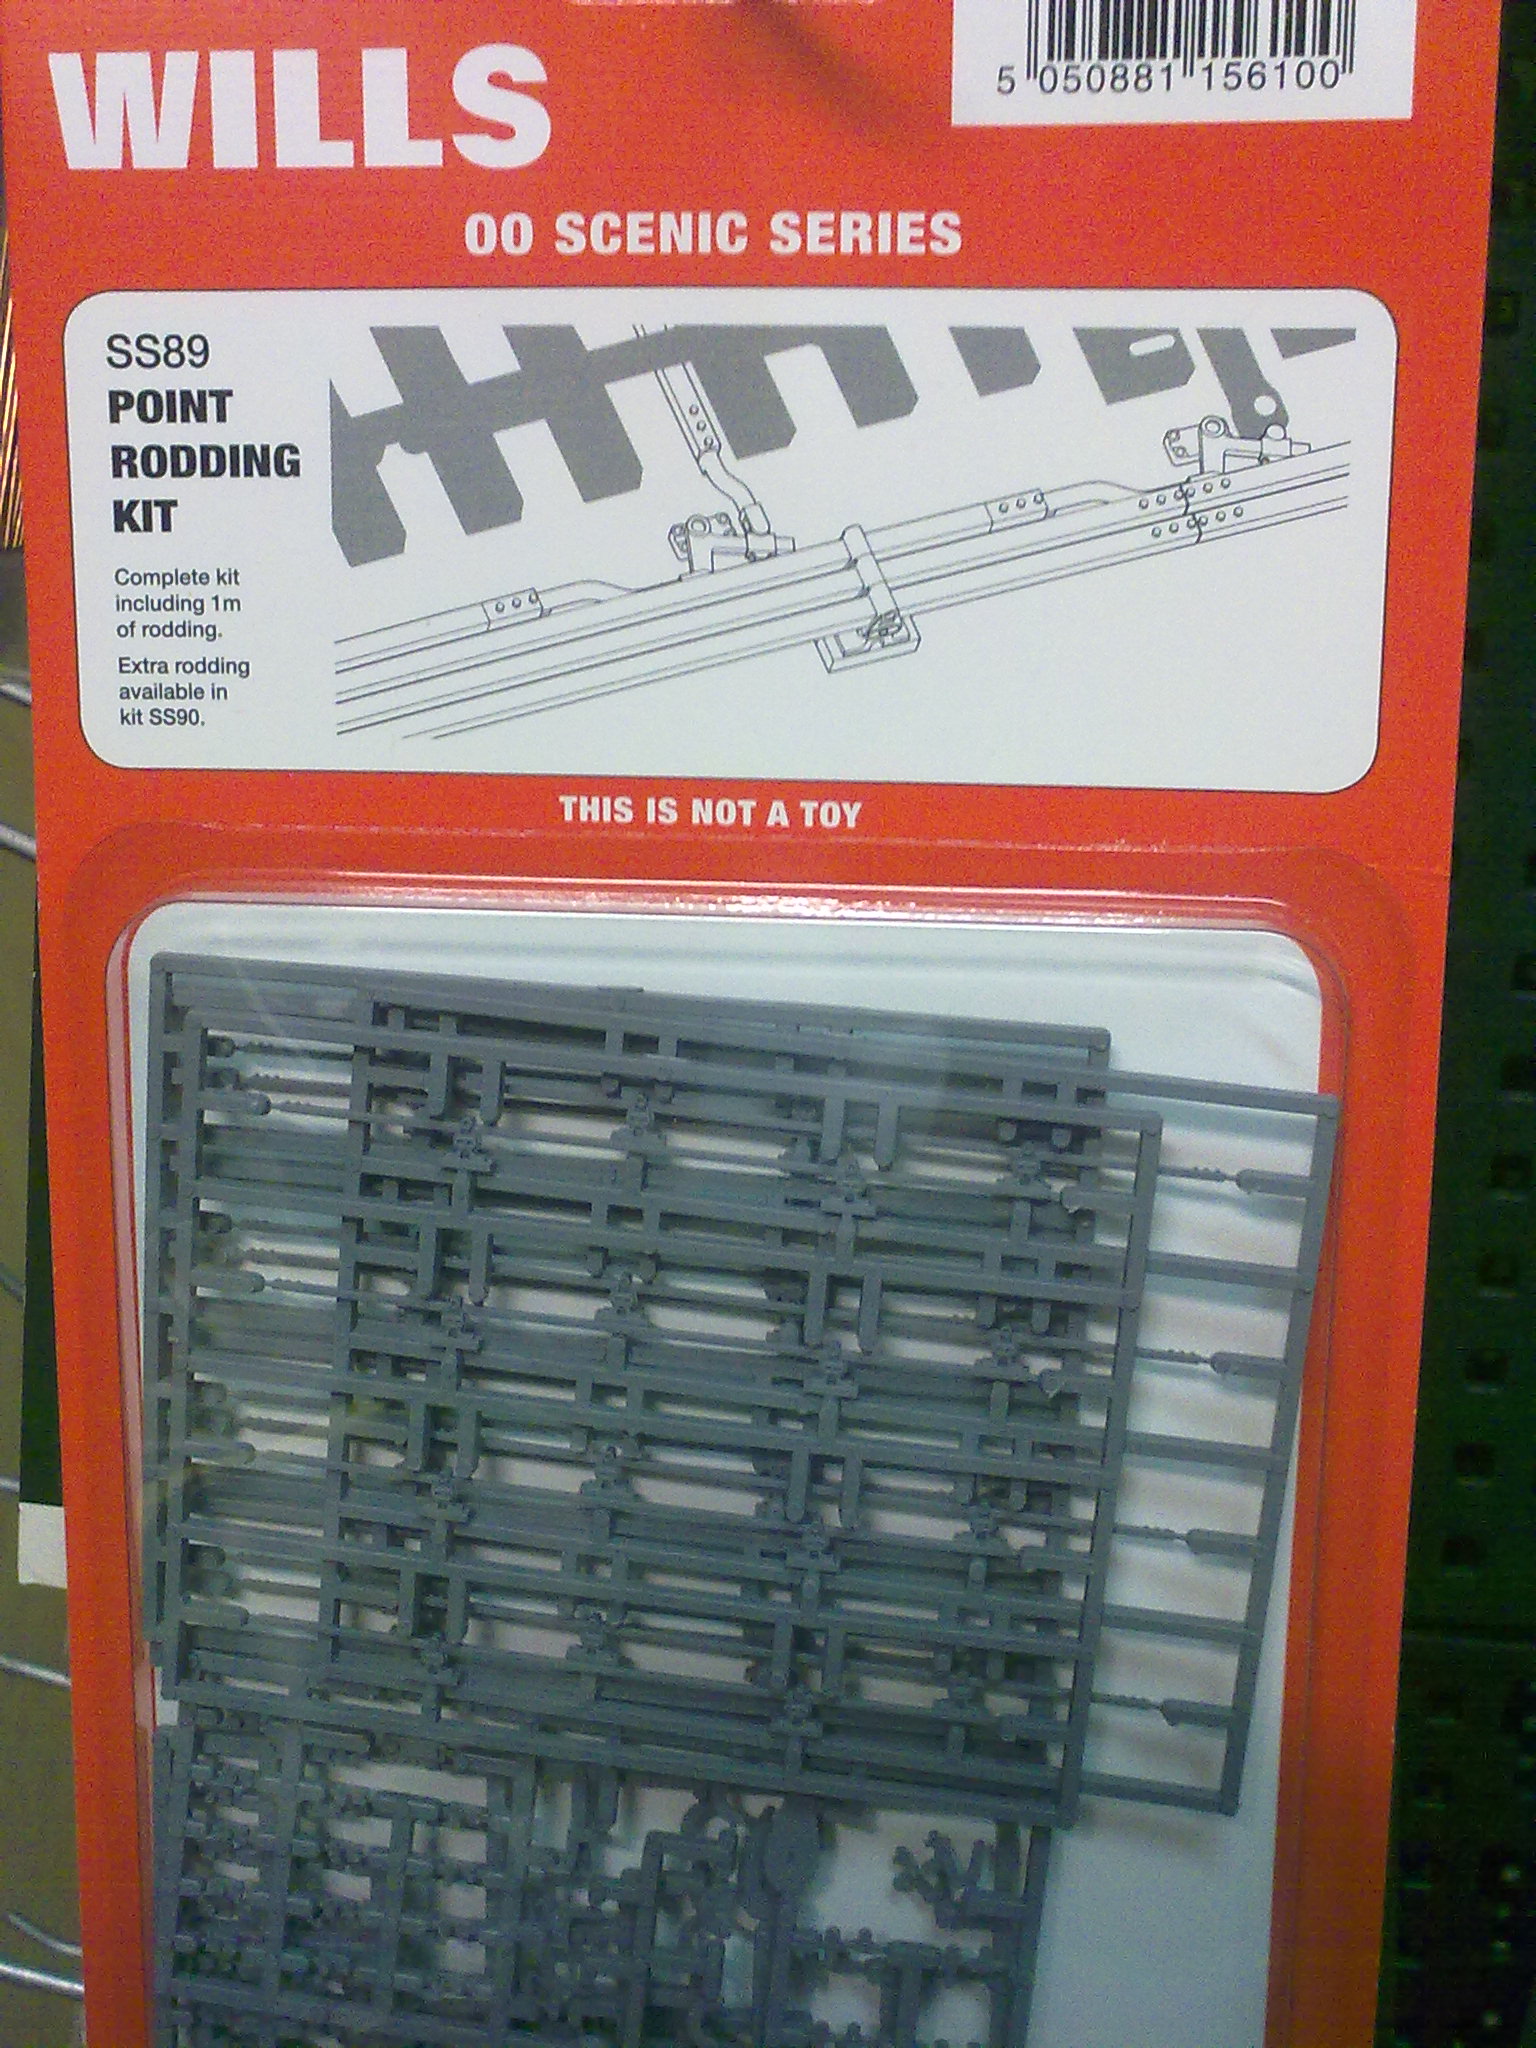 WILLS
5 050881 156100
00 SCENIC SERIES
SS89
POINT
RODDING
KIT
Complete kit
including 1m
of rodding.
Extra rodding
available in
kit SS90.
THIS IS NOT A TOY